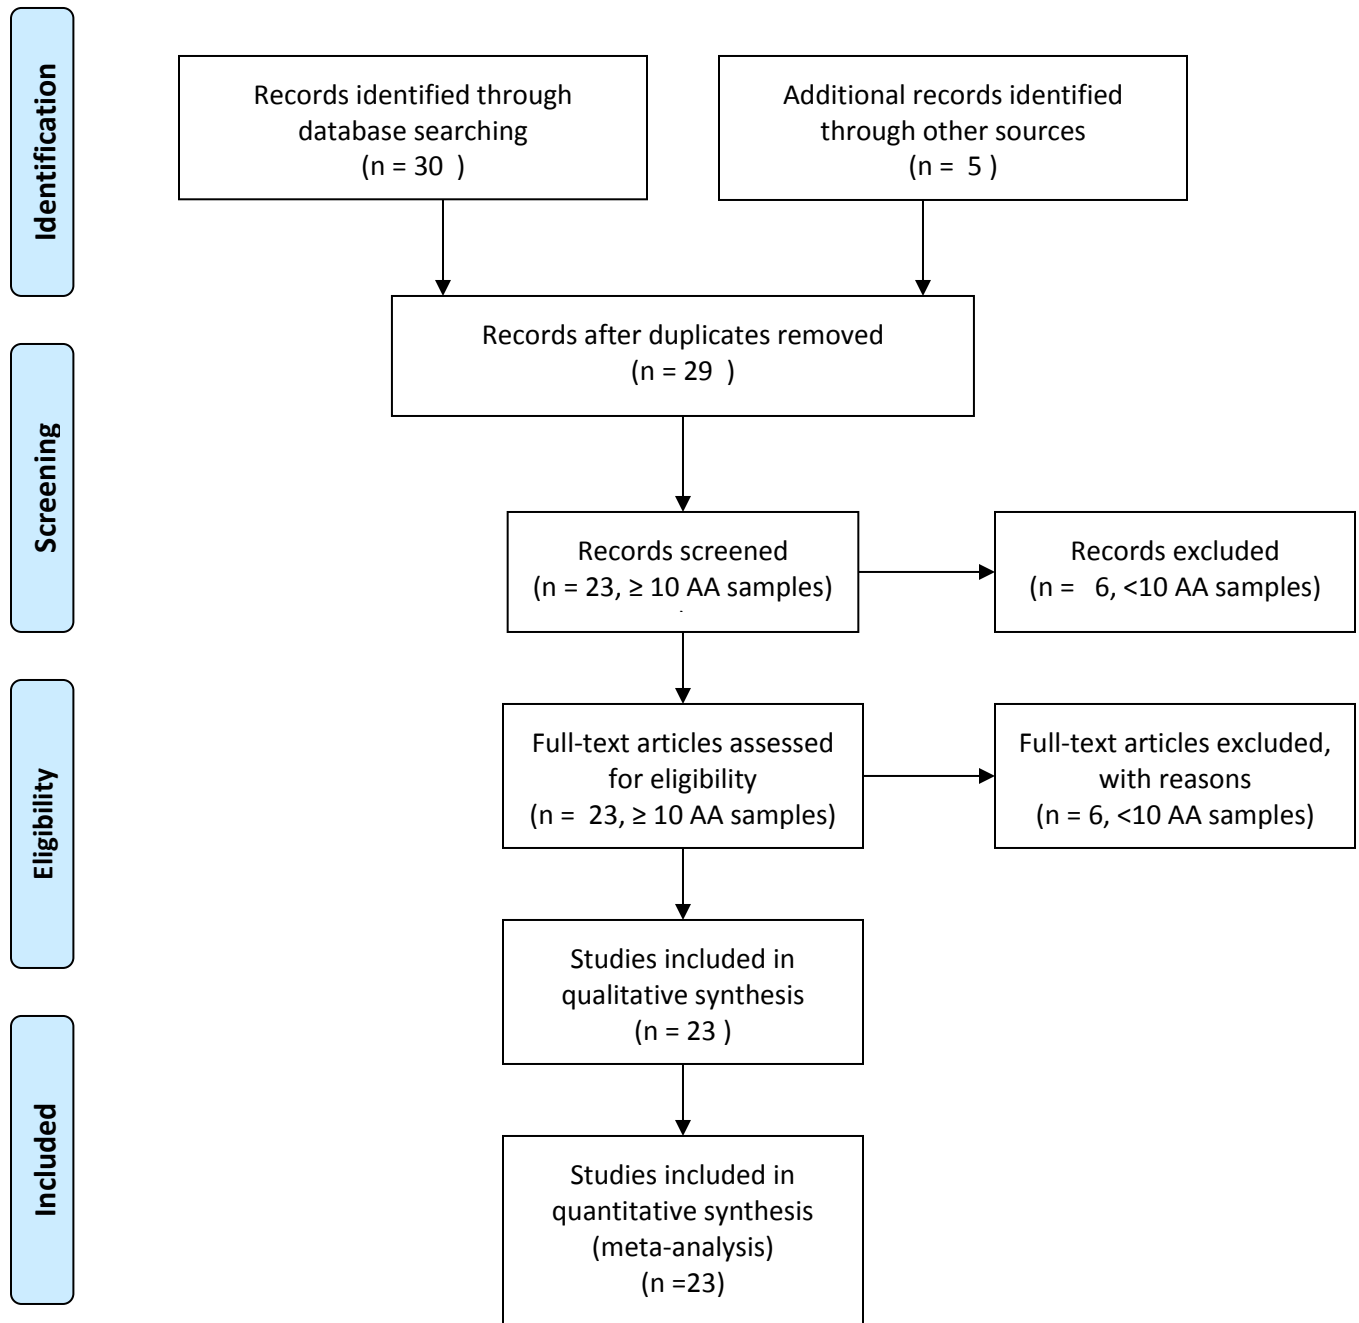 Identification
Records identified through
database searching
(n = 30  )
Additional records identified
through other sources
(n =  5 )
Records after duplicates removed
(n = 29  )
Screening
Records screened
(n = 23, ≥ 10 AA samples)
Records excluded
(n =   6, <10 AA samples)
Eligibility
Full-text articles assessed
for eligibility
(n =  23, ≥ 10 AA samples)
Full-text articles excluded,
with reasons
(n = 6, <10 AA samples)
Studies included in
qualitative synthesis
(n = 23 )
Included
Studies included in
quantitative synthesis
(meta-analysis)
(n =23)